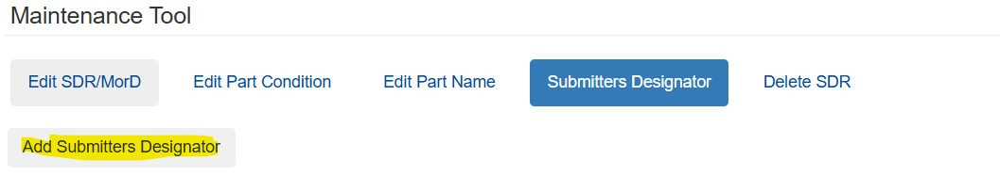 Maintenance Tool
Edit SDR/MorD Edit Part Condition Edit Part Name Submitters Designator Delete SDR
Add Submitters Designator